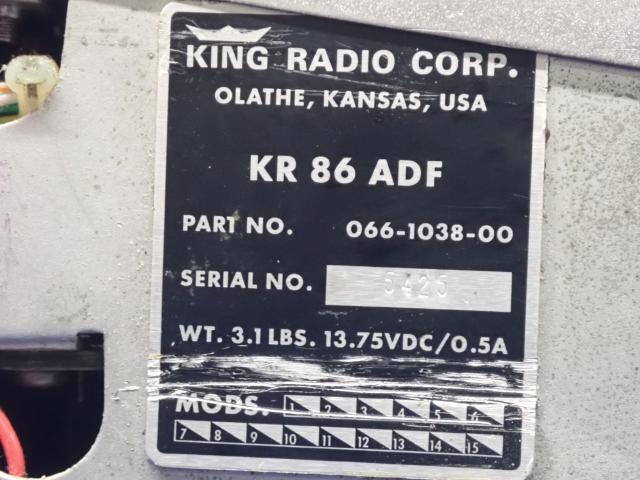 KING RADIO CORP.
OLATHE, KANSAS, USA
KR 86 ADF
PART NO. 066-1038-00
SERIAL NO. 5425
WT. 3.1 LBS. 13.75VDC/0.5A
MODS. 1 2 3 4 5 6
7 8 9 10 11 12 13 14 15